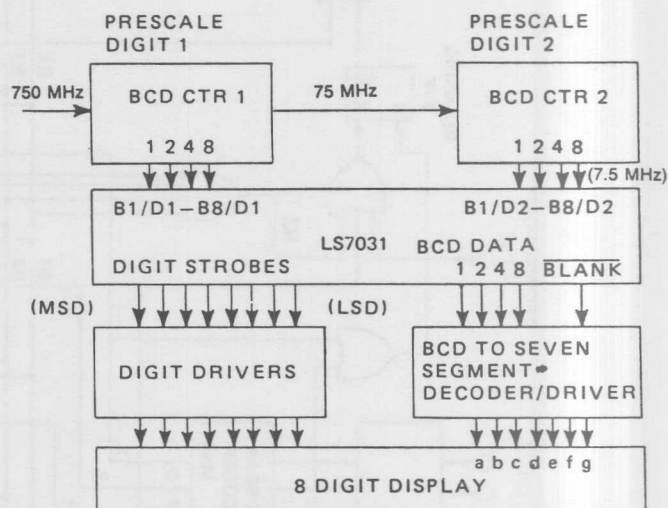 PRESCALE
DIGIT 1
PRESCALE
DIGIT 2
750 MHz
BCD CTR 1
75 MHz
BCD CTR 2
1 2 4 8
1 2 4 8
(7.5 MHz)
B1/D1–B8/D1
B1/D2–B8/D2
LS7031
BCD DATA
DIGIT STROBES
1 2 4 8 BLANK
(MSD)
(LSD)
DIGIT DRIVERS
BCD TO SEVEN
SEGMENT
DECODER/DRIVER
a b c d e f g
8 DIGIT DISPLAY